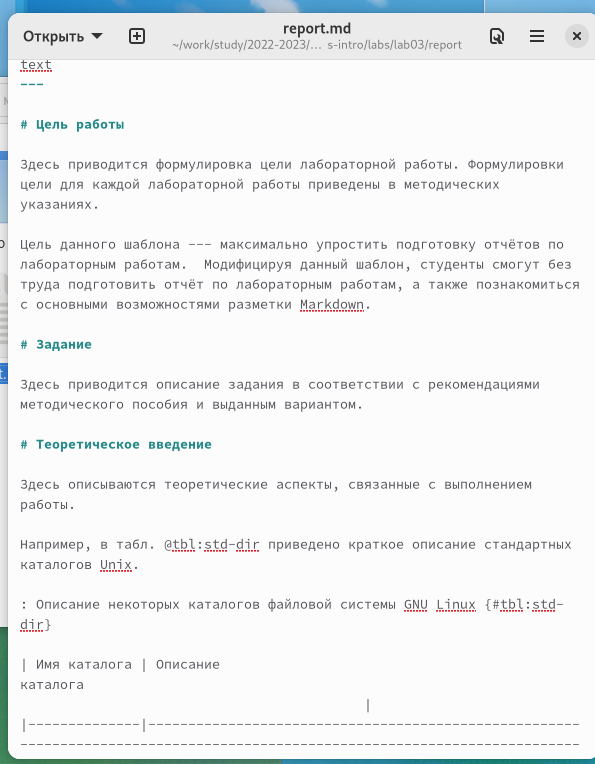 Открыть
report.md
~/work/study/2022-2023/... s-intro/labs/lab03/report
text
---
# Цель работы
Здесь приводится формулировка цели лабораторной работы. Формулировки
цели для каждой лабораторной работы приведены в методических
указаниях.
Цель данного шаблона --- максимально упростить подготовку отчётов по
лабораторным работам.  Модифицируя данный шаблон, студенты смогут без
труда подготовить отчёт по лабораторным работам, а также познакомиться
с основными возможностями разметки Markdown.
# Задание
Здесь приводится описание задания в соответствии с рекомендациями
методического пособия и выданным вариантом.
# Теоретическое введение
Здесь описываются теоретические аспекты, связанные с выполнением
работы.
Например, в табл. @tbl:std-dir приведено краткое описание стандартных
каталогов Unix.
: Описание некоторых каталогов файловой системы GNU Linux {#tbl:std-
dir}
| Имя каталога | Описание
каталога
|
|--------------|------------------------------------------------------
----------------------------------------------------------------------